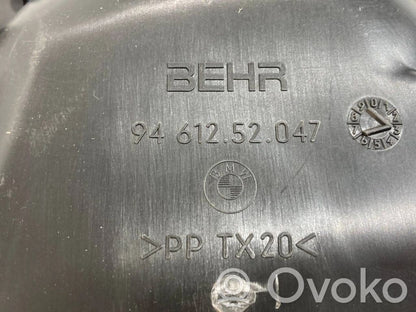 BEHR
94 612.52.047
BMW
>PP TX20<
Ovoko